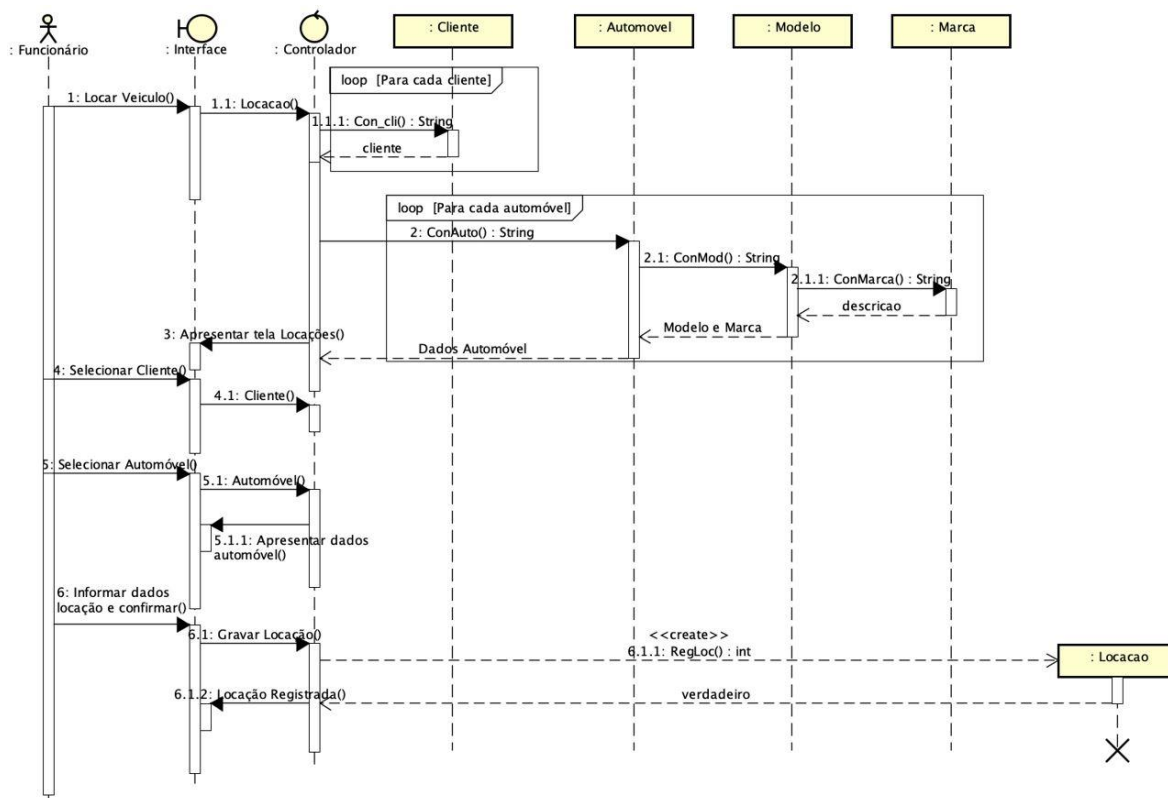 : Funcionário
: Interface
: Controlador
: Cliente
: Automovel
: Modelo
: Marca
loop [Para cada cliente]
1: Locar Veiculo()
1.1: Locacao()
1.1.1: Con_cli() : String
cliente
loop [Para cada automóvel]
2: ConAuto() : String
2.1: ConMod() : String
2.1.1: ConMarca() : String
descricao
Modelo e Marca
3: Apresentar tela Locações()
Dados Automóvel
4: Selecionar Cliente()
4.1: Cliente()
5: Selecionar Automóvel()
5.1: Automóvel()
5.1.1: Apresentar dados
automóvel()
6: Informar dados
locação e confirmar()
6.1: Gravar Locação()
<<create>>
6.1.1: RegLoc() : int
: Locacao
6.1.2: Locação Registrada()
verdadeiro